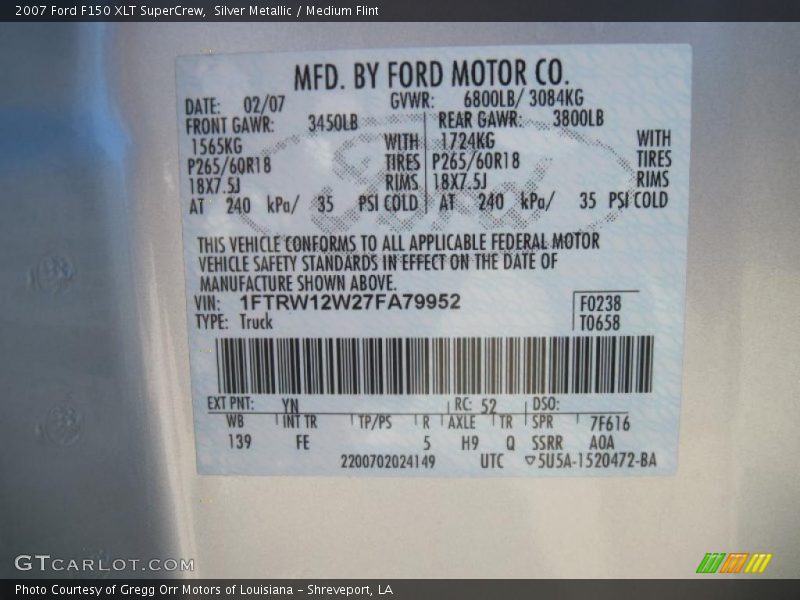 2007 Ford F150 XLT SuperCrew,  Silver Metallic / Medium Flint
MFD. BY FORD MOTOR CO.
DATE: 02/07 GVWR: 6800LB/ 3084KG
FRONT GAWR: 3450LB REAR GAWR: 3800LB
1565KG WITH 1724KG WITH
P265/60R18 TIRES P265/60R18 TIRES
18X7.5J RIMS 18X7.5J RIMS
AT 240 kPa/ 35 PSI COLD AT 240 kPa/ 35 PSI COLD
Ford
THIS VEHICLE CONFORMS TO ALL APPLICABLE FEDERAL MOTOR
VEHICLE SAFETY STANDARDS IN EFFECT ON THE DATE OF
MANUFACTURE SHOWN ABOVE.
VIN: 1FTRW12W27FA79952 F0238
TYPE: Truck T0658
EXT PNT: YN RC: 52 DSO:
WB INT TR TP/PS R AXLE TR SPR 7F616
139 FE 5 H9 Q SSRR AOA
2200702024149 UTC ▽5U5A-1520472-BA
GTCARLOT.COM
Photo Courtesy of Gregg Orr Motors of Louisiana – Shreveport, LA